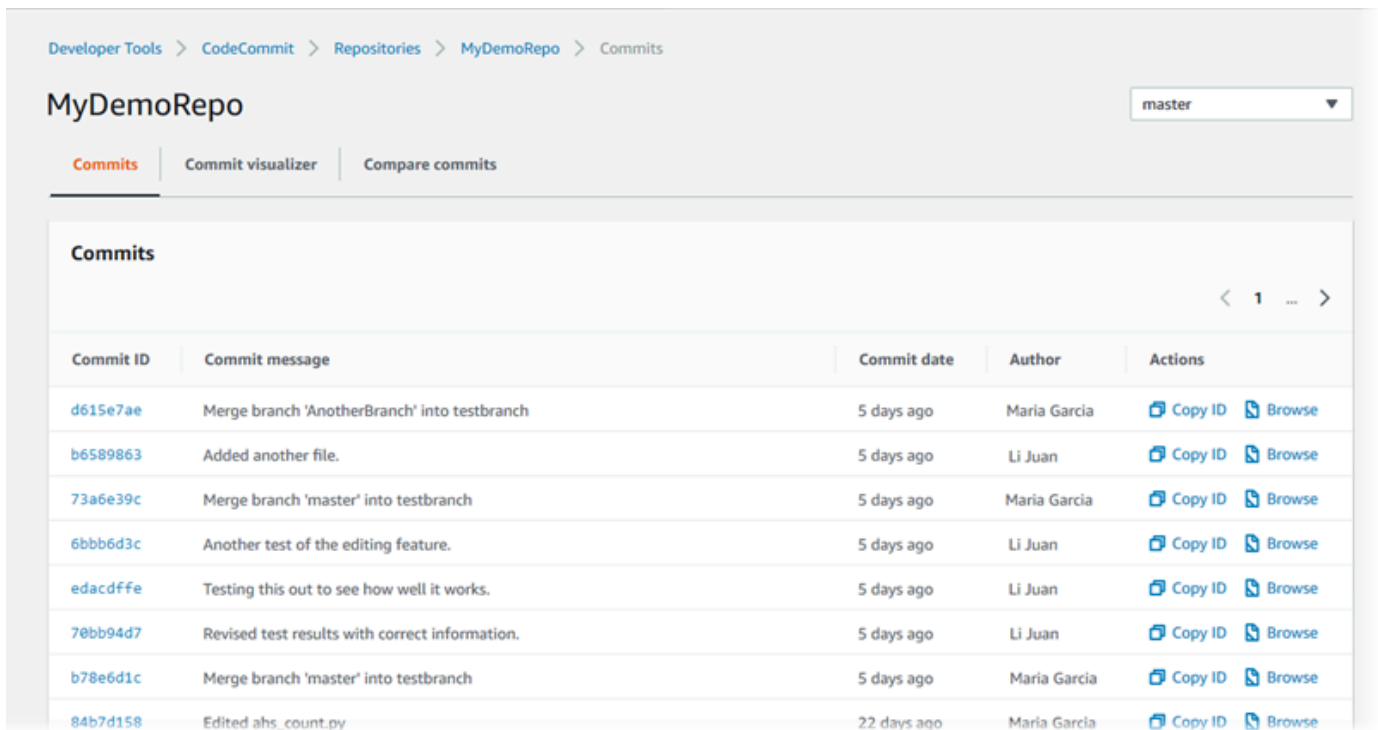 Developer Tools > CodeCommit > Repositories > MyDemoRepo > Commits
MyDemoRepo master
Commits Commit visualizer Compare commits
Commits
< 1 ... >
Commit ID Commit message Commit date Author Actions
d615e7ae Merge branch 'AnotherBranch' into testbranch 5 days ago Maria Garcia Copy ID Browse
b6589863 Added another file. 5 days ago Li Juan Copy ID Browse
73a6e39c Merge branch 'master' into testbranch 5 days ago Maria Garcia Copy ID Browse
6bbb6d3c Another test of the editing feature. 5 days ago Li Juan Copy ID Browse
edacdffe Testing this out to see how well it works. 5 days ago Li Juan Copy ID Browse
70bb94d7 Revised test results with correct information. 5 days ago Li Juan Copy ID Browse
b78e6d1c Merge branch 'master' into testbranch 5 days ago Maria Garcia Copy ID Browse
84b7d158 Edited ahs_count.py 22 days ago Maria Garcia Copy ID Browse